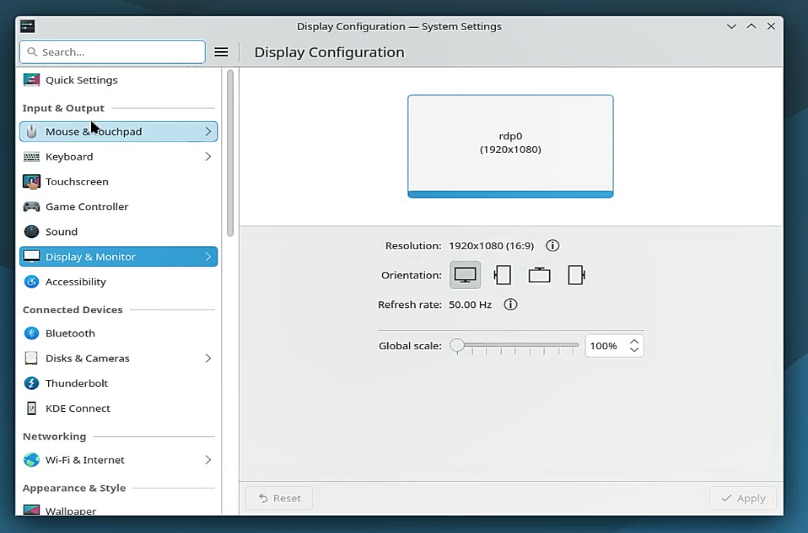 Display Configuration — System Settings
Search...
Display Configuration
Quick Settings
Input & Output
Mouse & Touchpad
Keyboard
Touchscreen
Game Controller
Sound
Display & Monitor
Accessibility
Connected Devices
Bluetooth
Disks & Cameras
Thunderbolt
KDE Connect
Networking
Wi-Fi & Internet
Appearance & Style
Wallpaper
rdp0
(1920x1080)
Resolution: 1920x1080 (16:9)
Orientation:
Refresh rate: 50.00 Hz
Global scale: 100%
Reset
Apply